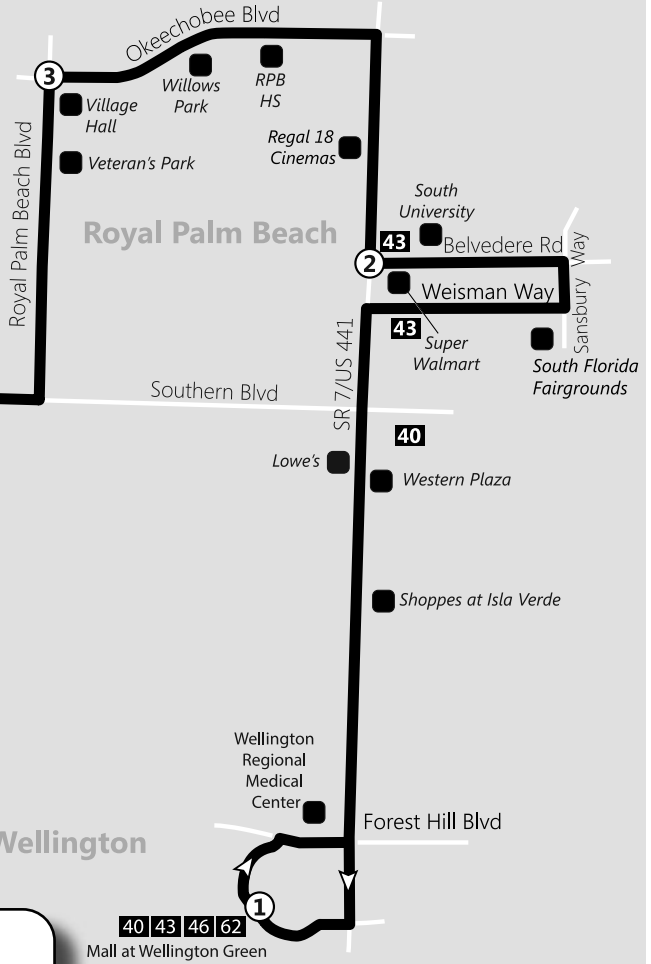 Okeechobee Blvd
3
Village
Hall
Willows
Park
RPB
HS
Veteran's Park
Regal 18
Cinemas
Royal Palm Beach Blvd
Royal Palm Beach
South
University
43
Belvedere Rd
2
Weisman Way
Sansbury Way
43
Super
Walmart
South Florida
Fairgrounds
SR 7/US 441
Southern Blvd
40
Lowe's
Western Plaza
Shoppes at Isla Verde
Wellington
Regional
Medical
Center
Forest Hill Blvd
Wellington
1
40 43 46 62
Mall at Wellington Green